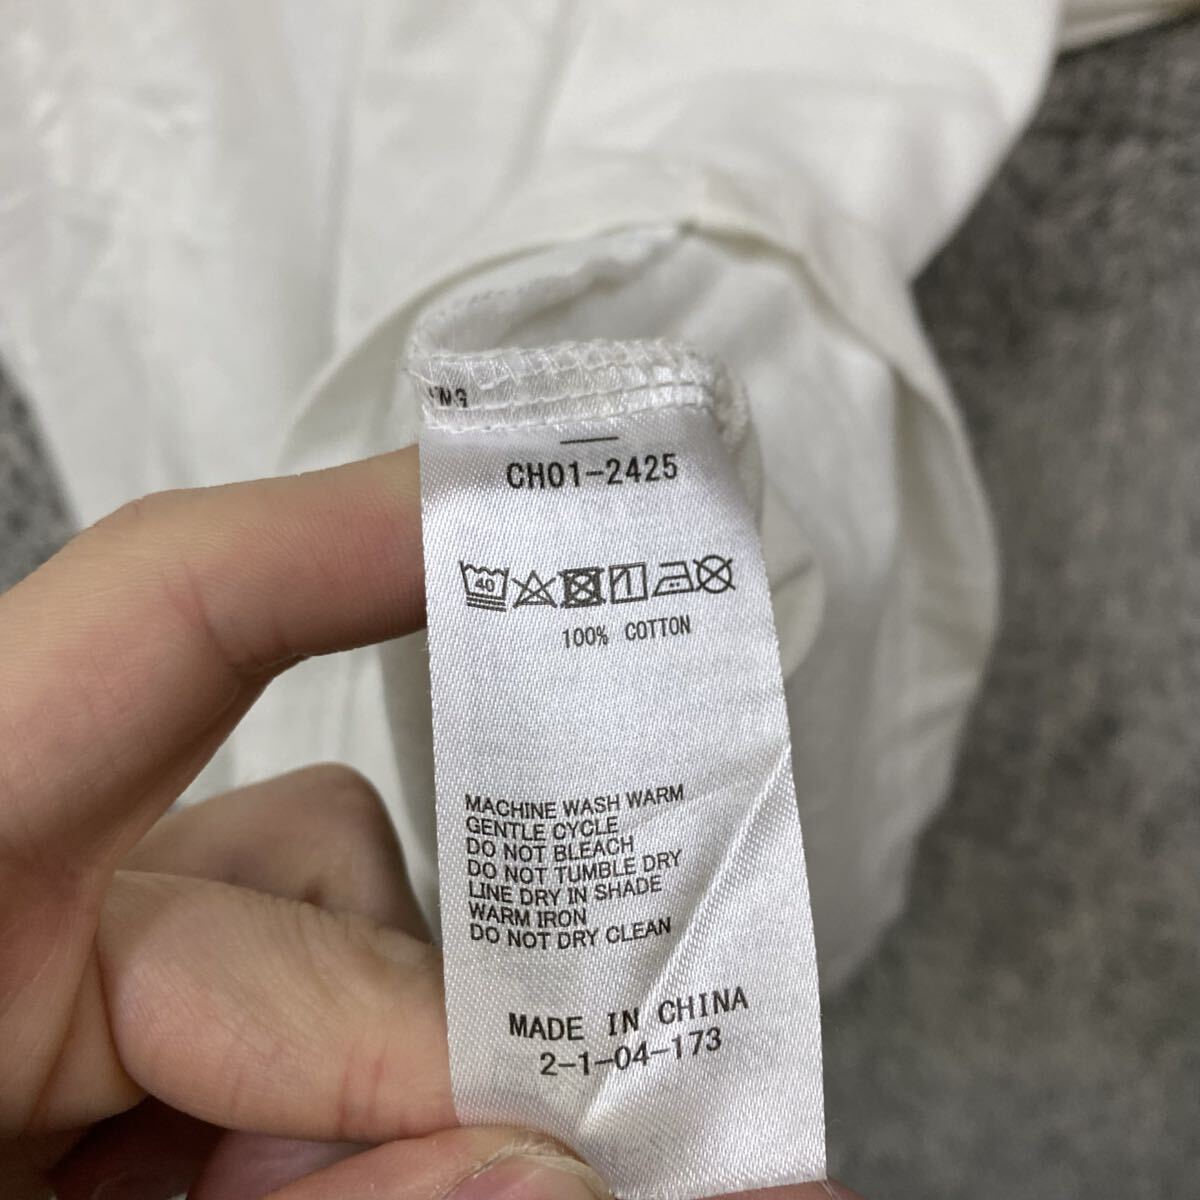 CH01-2425
40
100% COTTON
MACHINE WASH WARM
GENTLE CYCLE
DO NOT BLEACH
DO NOT TUMBLE DRY
LINE DRY IN SHADE
WARM IRON
DO NOT DRY CLEAN
MADE IN CHINA
2-1-04-173